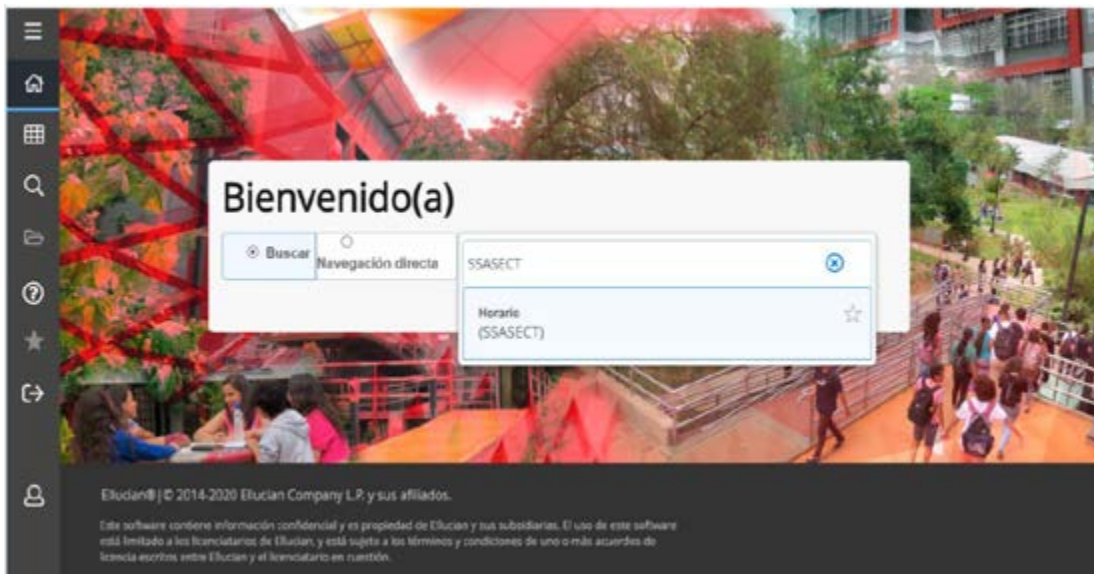 Bienvenido(a)
Buscar
Navegación directa
SSASECT
Horario
(SSASECT)
Ellucian® | © 2014-2020 Ellucian Company L.P. y sus afiliados.
Este software contiene información confidencial y es propiedad de Ellucian y sus subsidiarias. El uso de este software
está limitado a los licenciatarios de Ellucian, y está sujeto a los términos y condiciones de uno o más acuerdos de
licencia escritos entre Ellucian y el licenciatario en cuestión.